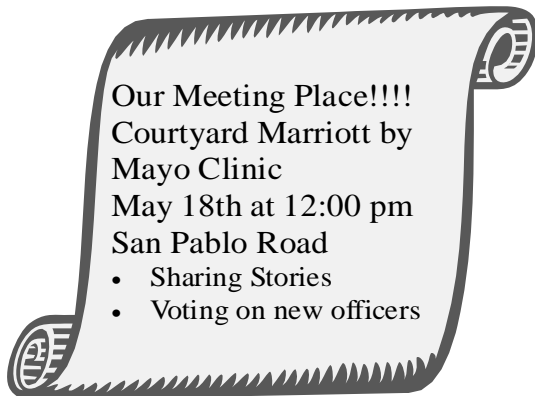 Our Meeting Place!!!!
Courtyard Marriott by
Mayo Clinic
May 18th at 12:00 pm
San Pablo Road
• Sharing Stories
• Voting on new officers